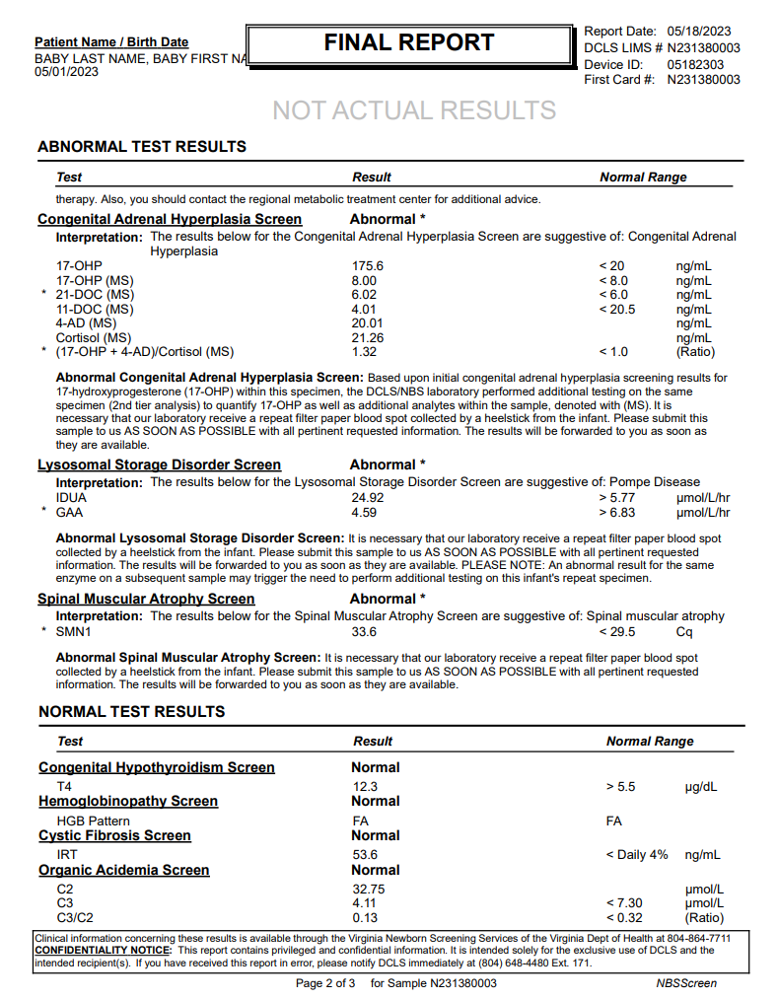 Patient Name / Birth Date
BABY LAST NAME, BABY FIRST NA
05/01/2023
FINAL REPORT
Report Date: 05/18/2023
DCLS LIMS # N231380003
Device ID: 05182303
First Card #: N231380003
NOT ACTUAL RESULTS
ABNORMAL TEST RESULTS
Test Result Normal Range
therapy. Also, you should contact the regional metabolic treatment center for additional advice.
Congenital Adrenal Hyperplasia Screen Abnormal *
Interpretation: The results below for the Congenital Adrenal Hyperplasia Screen are suggestive of: Congenital Adrenal
Hyperplasia
17-OHP 175.6 < 20 ng/mL
17-OHP (MS) 8.00 < 8.0 ng/mL
* 21-DOC (MS) 6.02 < 6.0 ng/mL
11-DOC (MS) 4.01 < 20.5 ng/mL
4-AD (MS) 20.01 ng/mL
Cortisol (MS) 21.26 ng/mL
* (17-OHP + 4-AD)/Cortisol (MS) 1.32 < 1.0 (Ratio)
Abnormal Congenital Adrenal Hyperplasia Screen: Based upon initial congenital adrenal hyperplasia screening results for
17-hydroxyprogesterone (17-OHP) within this specimen, the DCLS/NBS laboratory performed additional testing on the same
specimen (2nd tier analysis) to quantify 17-OHP as well as additional analytes within the sample, denoted with (MS). It is
necessary that our laboratory receive a repeat filter paper blood spot collected by a heelstick from the infant. Please submit this
sample to us AS SOON AS POSSIBLE with all pertinent requested information. The results will be forwarded to you as soon as
they are available.
Lysosomal Storage Disorder Screen Abnormal *
Interpretation: The results below for the Lysosomal Storage Disorder Screen are suggestive of: Pompe Disease
IDUA 24.92 > 5.77 µmol/L/hr
* GAA 4.59 > 6.83 µmol/L/hr
Abnormal Lysosomal Storage Disorder Screen: It is necessary that our laboratory receive a repeat filter paper blood spot
collected by a heelstick from the infant. Please submit this sample to us AS SOON AS POSSIBLE with all pertinent requested
information. The results will be forwarded to you as soon as they are available. PLEASE NOTE: An abnormal result for the same
enzyme on a subsequent sample may trigger the need to perform additional testing on this infant's repeat specimen.
Spinal Muscular Atrophy Screen Abnormal *
Interpretation: The results below for the Spinal Muscular Atrophy Screen are suggestive of: Spinal muscular atrophy
* SMN1 33.6 < 29.5 Cq
Abnormal Spinal Muscular Atrophy Screen: It is necessary that our laboratory receive a repeat filter paper blood spot
collected by a heelstick from the infant. Please submit this sample to us AS SOON AS POSSIBLE with all pertinent requested
information. The results will be forwarded to you as soon as they are available.
NORMAL TEST RESULTS
Test Result Normal Range
Congenital Hypothyroidism Screen Normal
T4 12.3 > 5.5 µg/dL
Hemoglobinopathy Screen Normal
HGB Pattern FA FA
Cystic Fibrosis Screen Normal
IRT 53.6 < Daily 4% ng/mL
Organic Acidemia Screen Normal
C2 32.75 µmol/L
C3 4.11 < 7.30 µmol/L
C3/C2 0.13 < 0.32 (Ratio)
Clinical information concerning these results is available through the Virginia Newborn Screening Services of the Virginia Dept of Health at 804-864-7711
CONFIDENTIALITY NOTICE: This report contains privileged and confidential information. It is intended solely for the exclusive use of DCLS and the
intended recipient(s). If you have received this report in error, please notify DCLS immediately at (804) 648-4480 Ext. 171.
Page 2 of 3 for Sample N231380003 NBSScreen